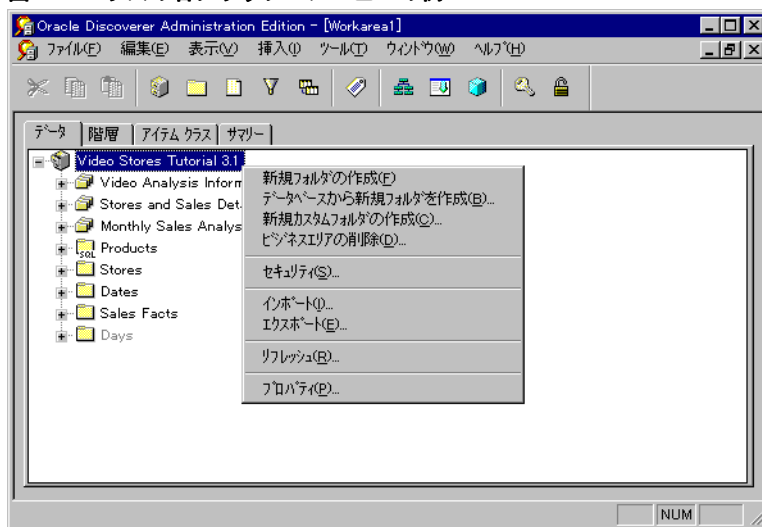 Oracle Discoverer Administration Edition - [Workarea1]
ファイル(F) 編集(E) 表示(V) 挿入(I) ツール(T) ウィンドウ(W) ヘルプ(H)
データ 階層 アイテム クラス サマリー
Video Stores Tutorial 3.1
Video Analysis Inform
Stores and Sales Det
Monthly Sales Analys
Products
SQL
Stores
Dates
Sales Facts
Days
新規フォルダの作成(F)
データベースから新規フォルダを作成(B)...
新規カスタムフォルダの作成(C)...
ビジネスエリアの削除(D)...
セキュリティ(S)...
インポート(I)...
エクスポート(E)...
リフレッシュ(R)...
プロパティ(P)...
NUM